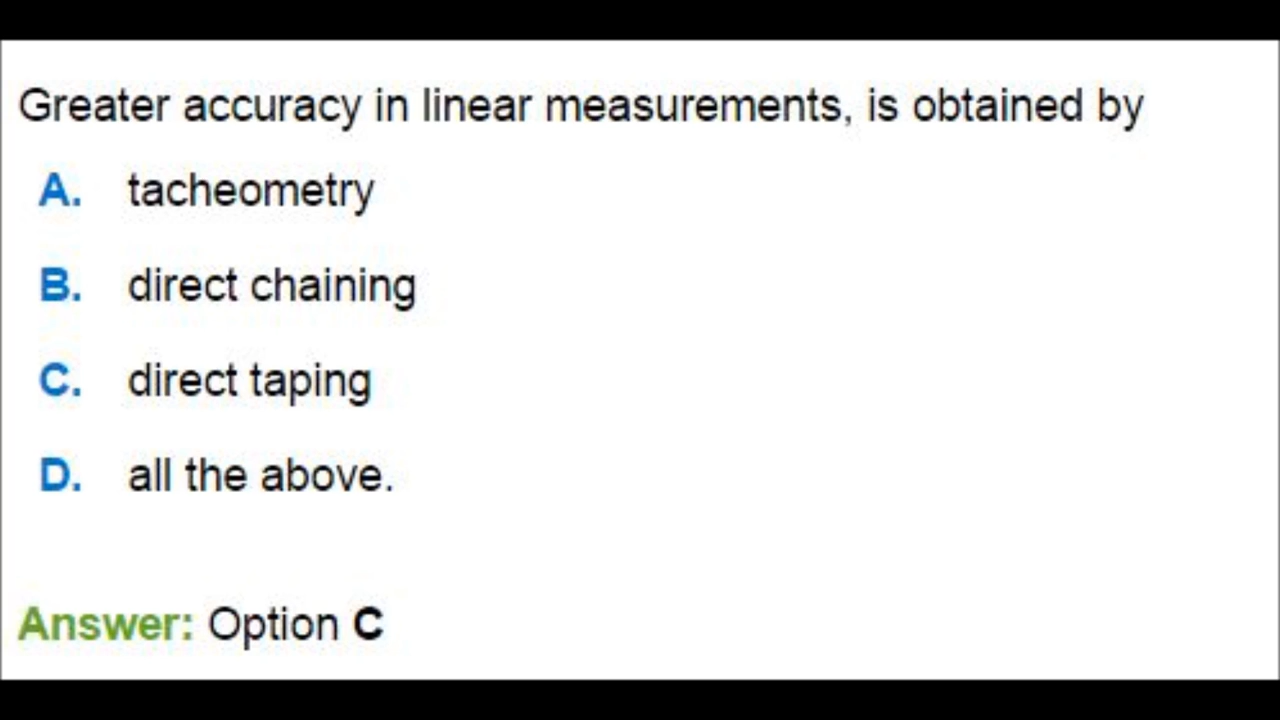 Greater accuracy in linear measurements, is obtained by
A. tacheometry
B. direct chaining
C. direct taping
D. all the above.
Answer: Option C